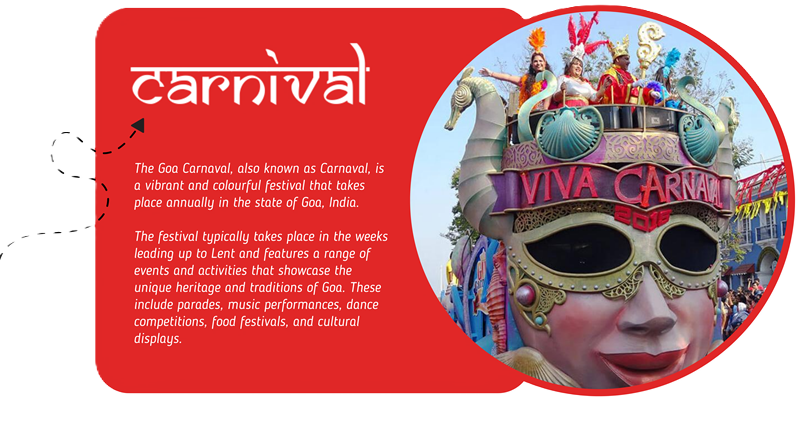 carnival
The Goa Carnaval, also known as Carnaval, is
a vibrant and colourful festival that takes
place annually in the state of Goa, India.
The festival typically takes place in the weeks
leading up to Lent and features a range of
events and activities that showcase the
unique heritage and traditions of Goa. These
include parades, music performances, dance
competitions, food festivals, and cultural
displays.
VIVA CARNAVAL